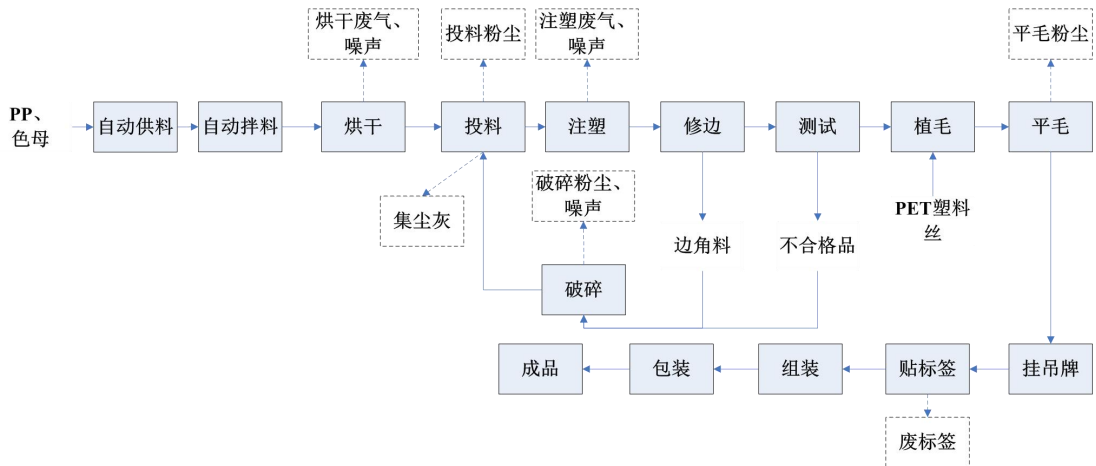 烘干废气、
噪声
投料粉尘
注塑废气、
噪声
平毛粉尘
PP、
色母
自动供料
自动拌料
烘干
投料
注塑
修边
测试
植毛
平毛
集尘灰
破碎粉尘、
噪声
边角料
不合格品
PET塑料
丝
破碎
成品
包装
组装
贴标签
挂吊牌
废标签